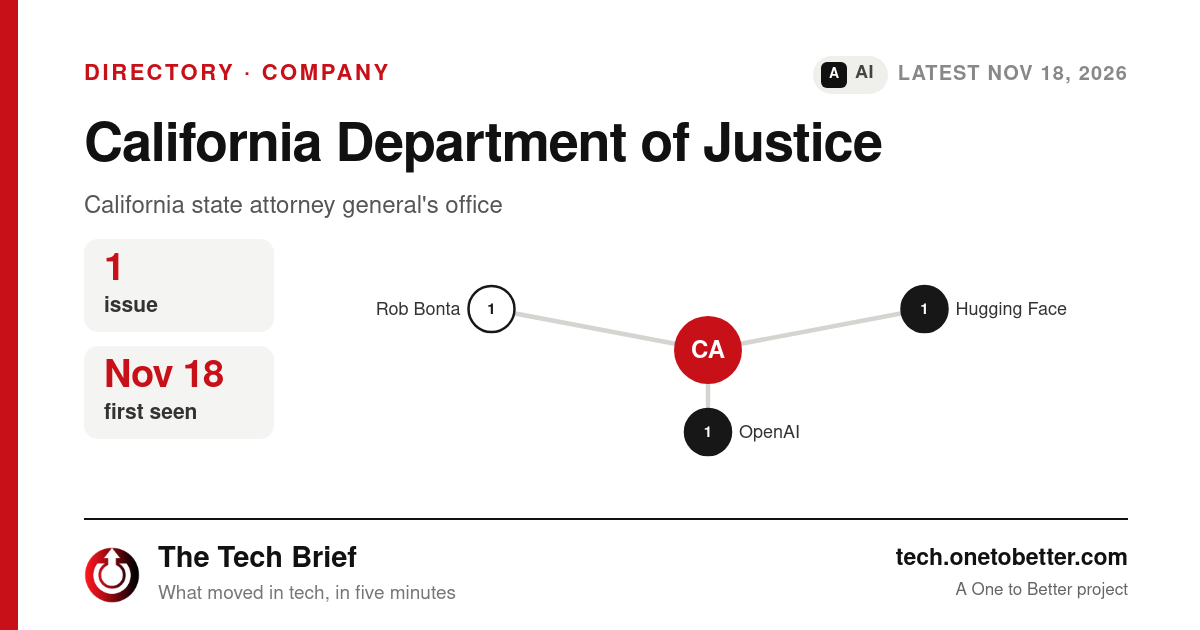 DIRECTORY · COMPANY
A AI LATEST NOV 18, 2026
California Department of Justice
California state attorney general's office
1
issue
Nov 18
first seen
Rob Bonta 1
1 Hugging Face
CA
1 OpenAI
The Tech Brief
What moved in tech, in five minutes
tech.onetobetter.com
A One to Better project